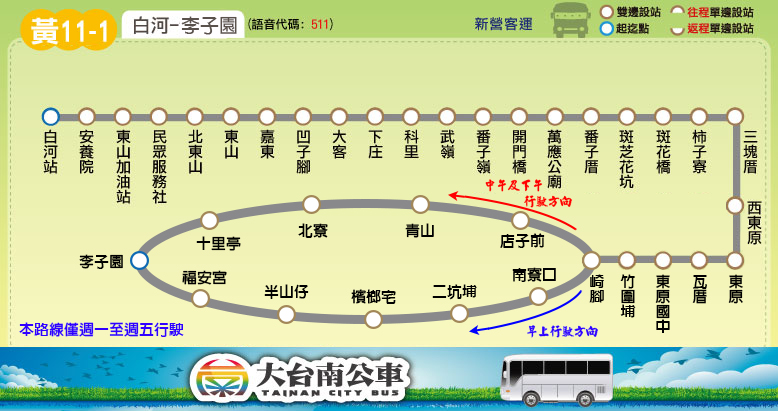 黃11-1
白河-李子園
(語音代碼: 511)
新營客運
雙邊設站
起迄點
往程單邊設站
返程單邊設站
白河站
安養院
東山加油站
民眾服務社
北東山
東山
嘉東
凹子腳
大客
下庄
科里
武嶺
番子嶺
開門橋
萬應公廟
番子厝
斑芝花坑
斑花橋
柿子寮
三塊厝
西東原
東原
瓦厝
東原國中
竹圍埔
崎腳
中午及下午
行駛方向
店子前
青山
北寮
十里亭
李子園
福安宮
半山仔
檳榔宅
二坑埔
南寮口
早上行駛方向
本路線僅週一至週五行駛
大台南公車
TAINAN CITY BUS